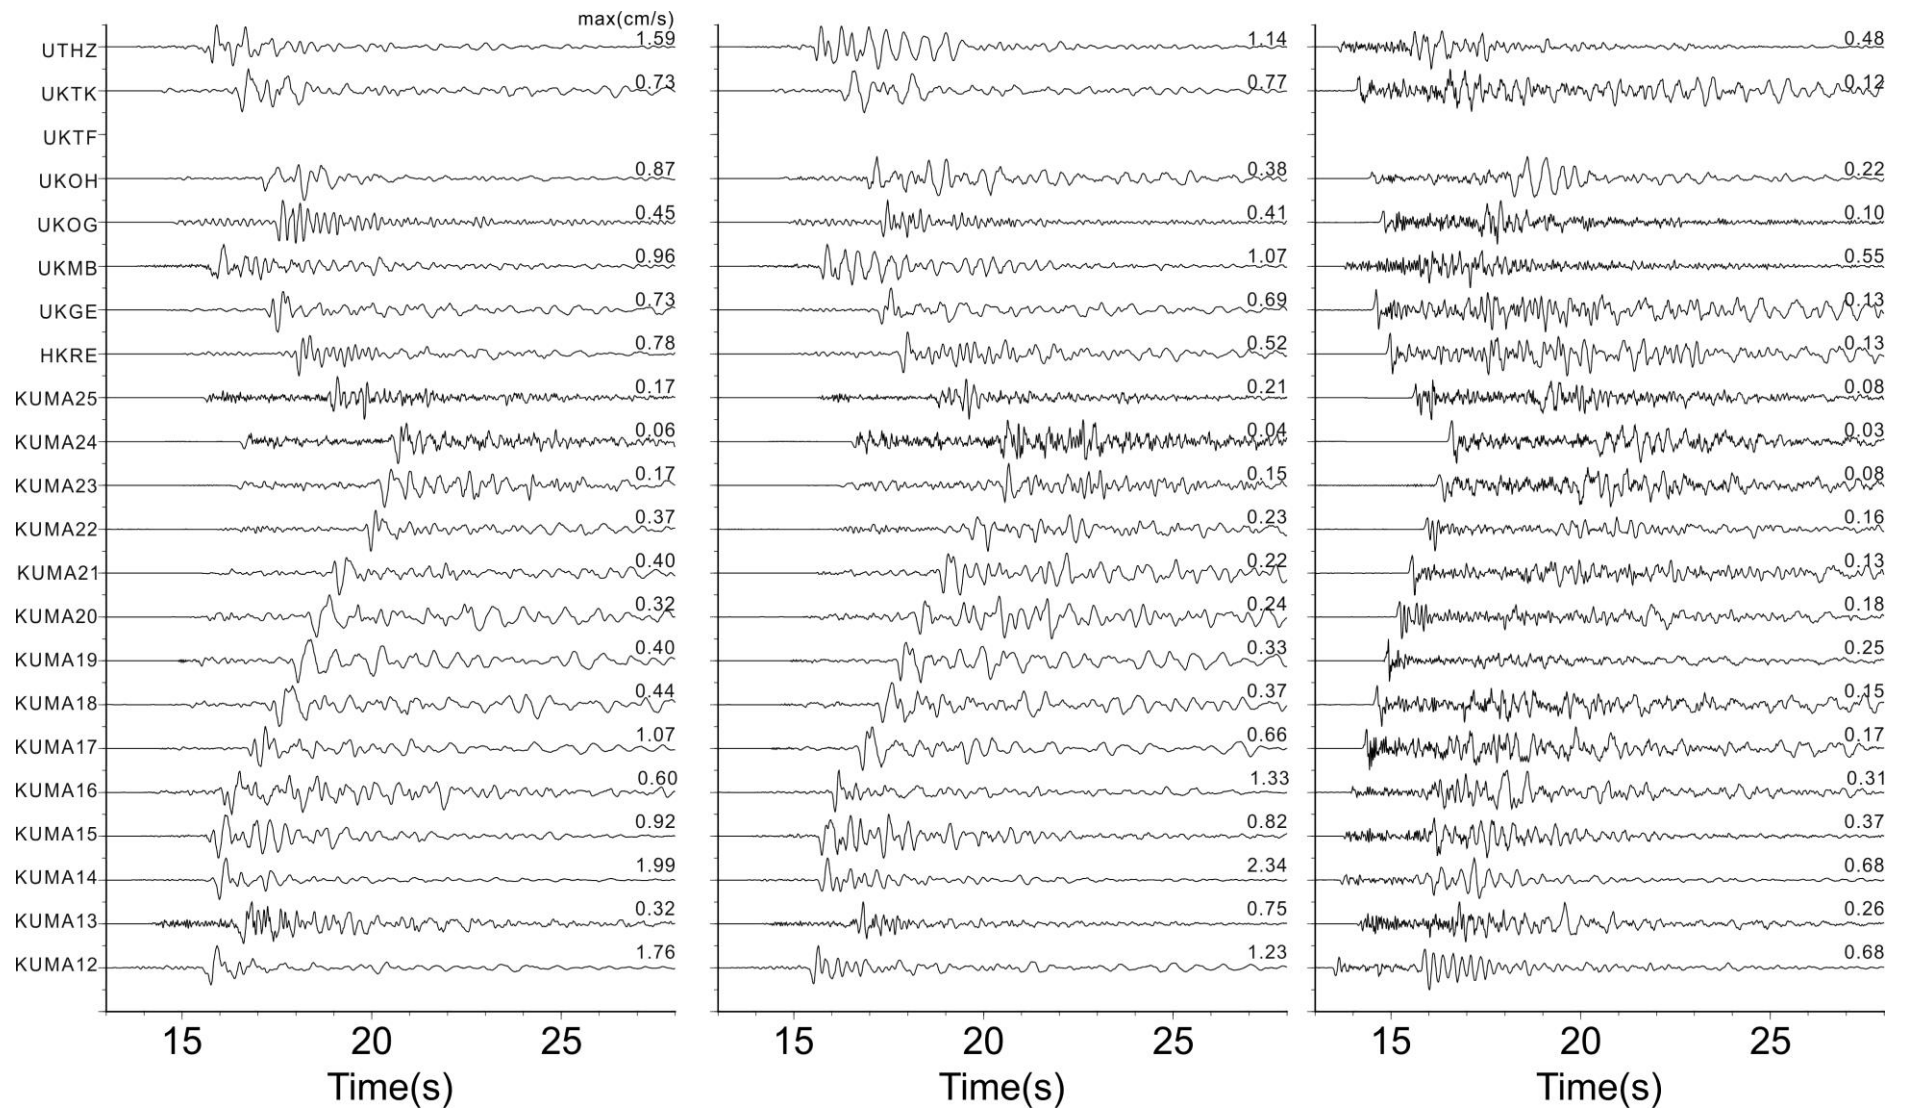 max(cm/s)
UTHZ 1.59 1.14 0.48
UKTK 0.73 0.77 0.12
UKTF
UKOH 0.87 0.38 0.22
UKOG 0.45 0.41 0.10
UKMB 0.96 1.07 0.55
UKGE 0.73 0.69 0.13
HKRE 0.78 0.52 0.13
KUMA25 0.17 0.21 0.08
KUMA24 0.06 0.04 0.03
KUMA23 0.17 0.15 0.08
KUMA22 0.37 0.23 0.16
KUMA21 0.40 0.22 0.13
KUMA20 0.32 0.24 0.18
KUMA19 0.40 0.33 0.25
KUMA18 0.44 0.37 0.15
KUMA17 1.07 0.66 0.17
KUMA16 0.60 1.33 0.31
KUMA15 0.92 0.82 0.37
KUMA14 1.99 2.34 0.68
KUMA13 0.32 0.75 0.26
KUMA12 1.76 1.23 0.68
15 20 25 15 20 25 15 20 25
Time(s) Time(s) Time(s)